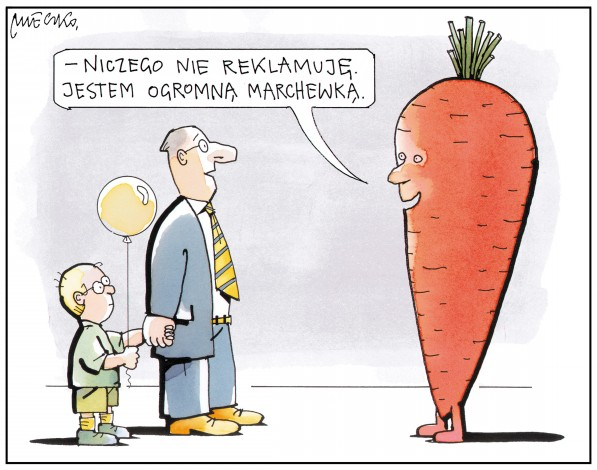 - NICZEGO NIE REKLAMUJĘ.
JESTEM OGROMNĄ MARCHEWKĄ.